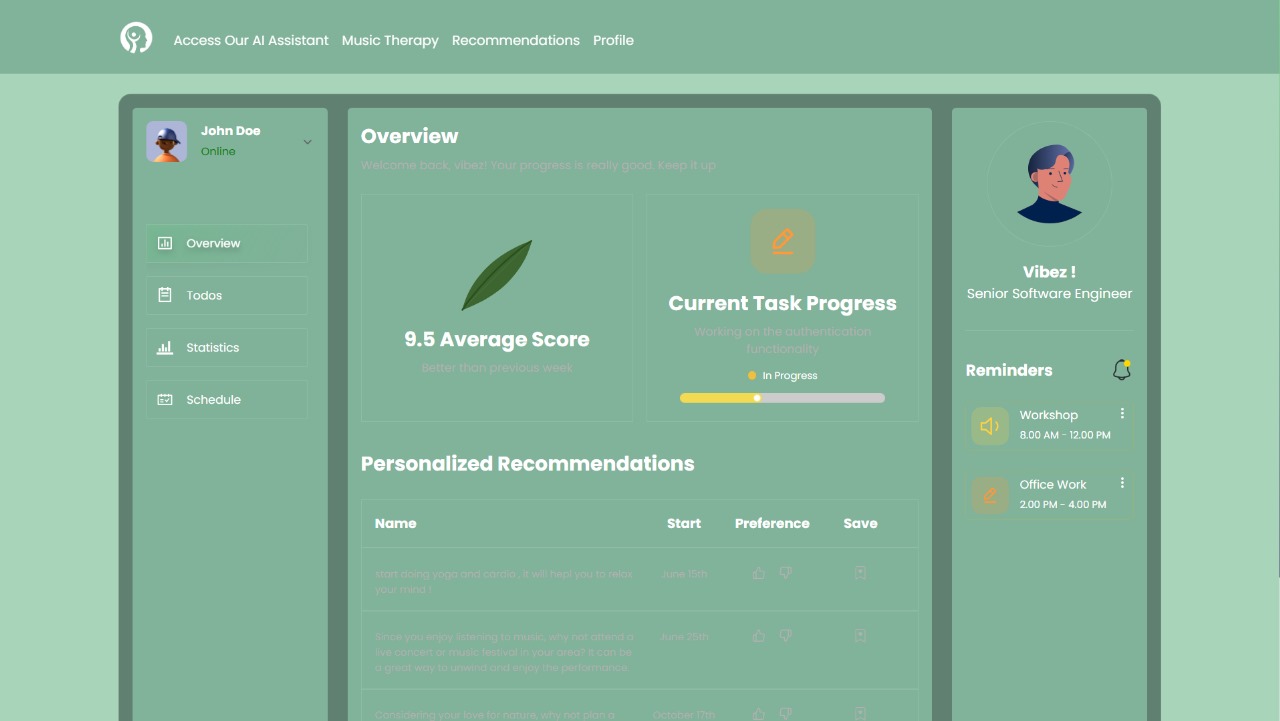 Access Our AI Assistant Music Therapy Recommendations Profile
John Doe
Online
Overview
Todos
Statistics
Schedule
Overview
Welcome back, vibez! Your progress is really good. Keep it up
9.5 Average Score
Better than previous week
Current Task Progress
Working on the authentication
functionality
In Progress
Personalized Recommendations
Name Start Preference Save
start doing yoga and cardio , it will hepl you to relax June 15th
your mind !
Since you enjoy listening to music, why not attend a June 25th
live concert or music festival in your area? It can be
a great way to unwind and enjoy the performance.
Considering your love for nature, why not plan a October 17th
Vibez !
Senior Software Engineer
Reminders
Workshop
8.00 AM - 12.00 PM
Office Work
2.00 PM - 4.00 PM